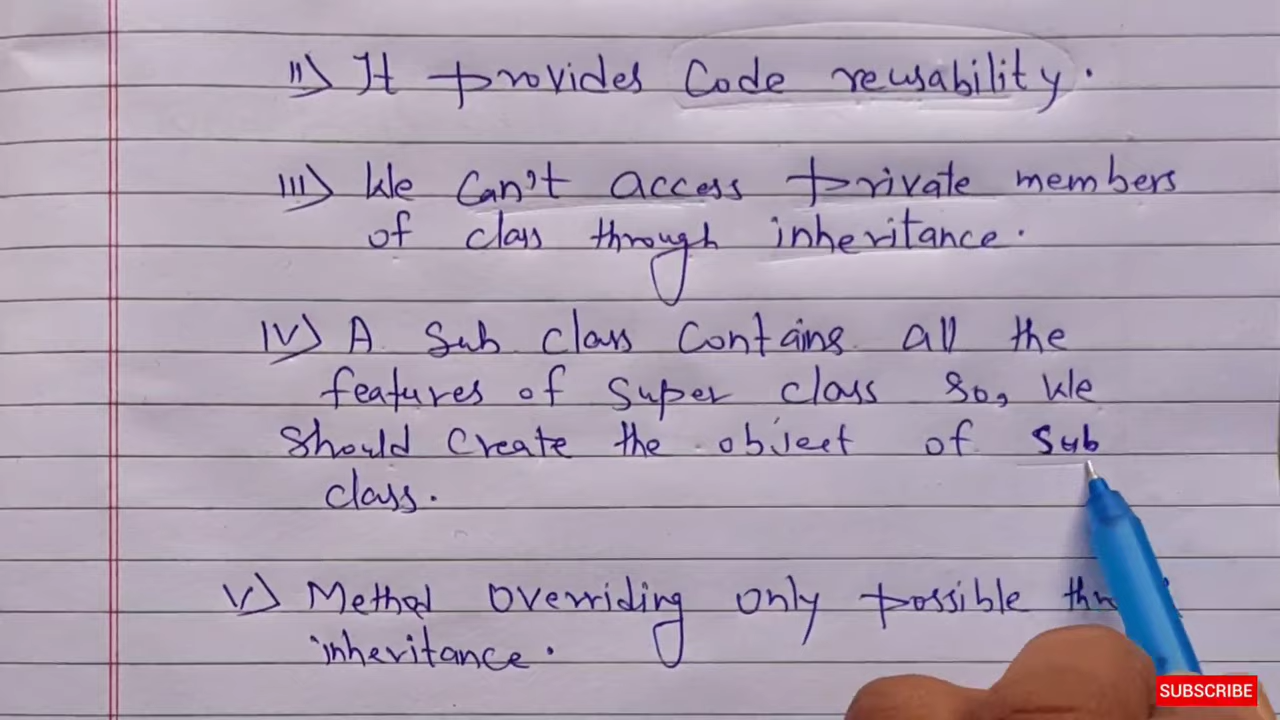 II) It provides Code reusability.
III) We can't access private members
of class through inheritance.
IV) A Sub class Contains all the
features of super class so, We
should create the object of sub
class.
V) Method Overriding only possible
inheritance.
SUBSCRIBE